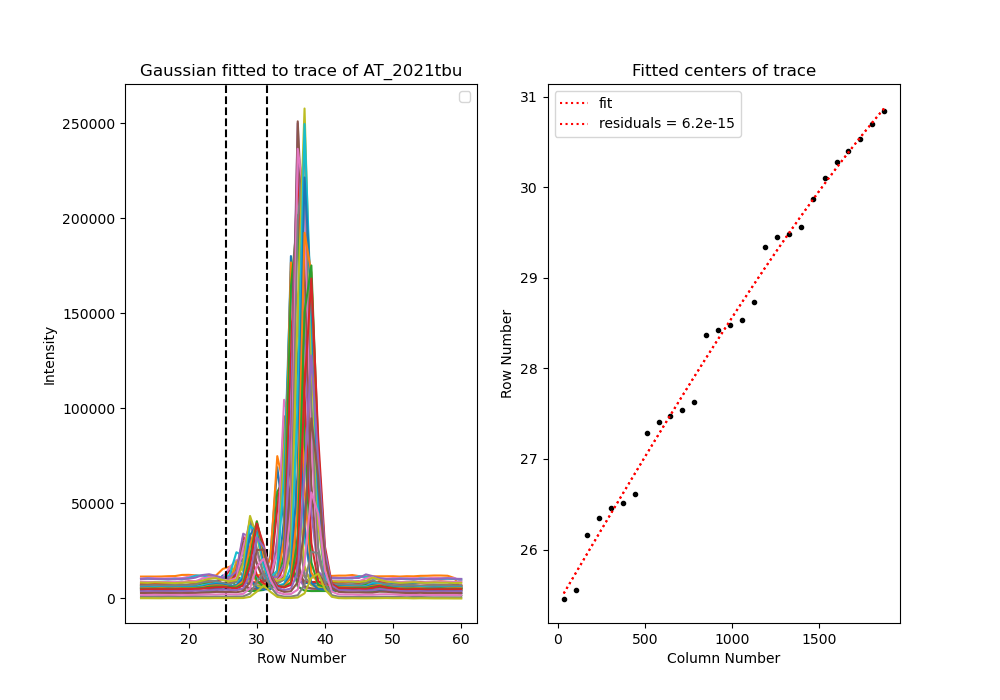 Gaussian fitted to trace of AT_2021tbu
250000
200000
150000
100000
50000
0
Intensity
20
30
40
50
60
Row Number
Fitted centers of trace
fit
residuals = 6.2e-15
31
30
29
28
27
26
Row Number
0
500
1000
1500
Column Number